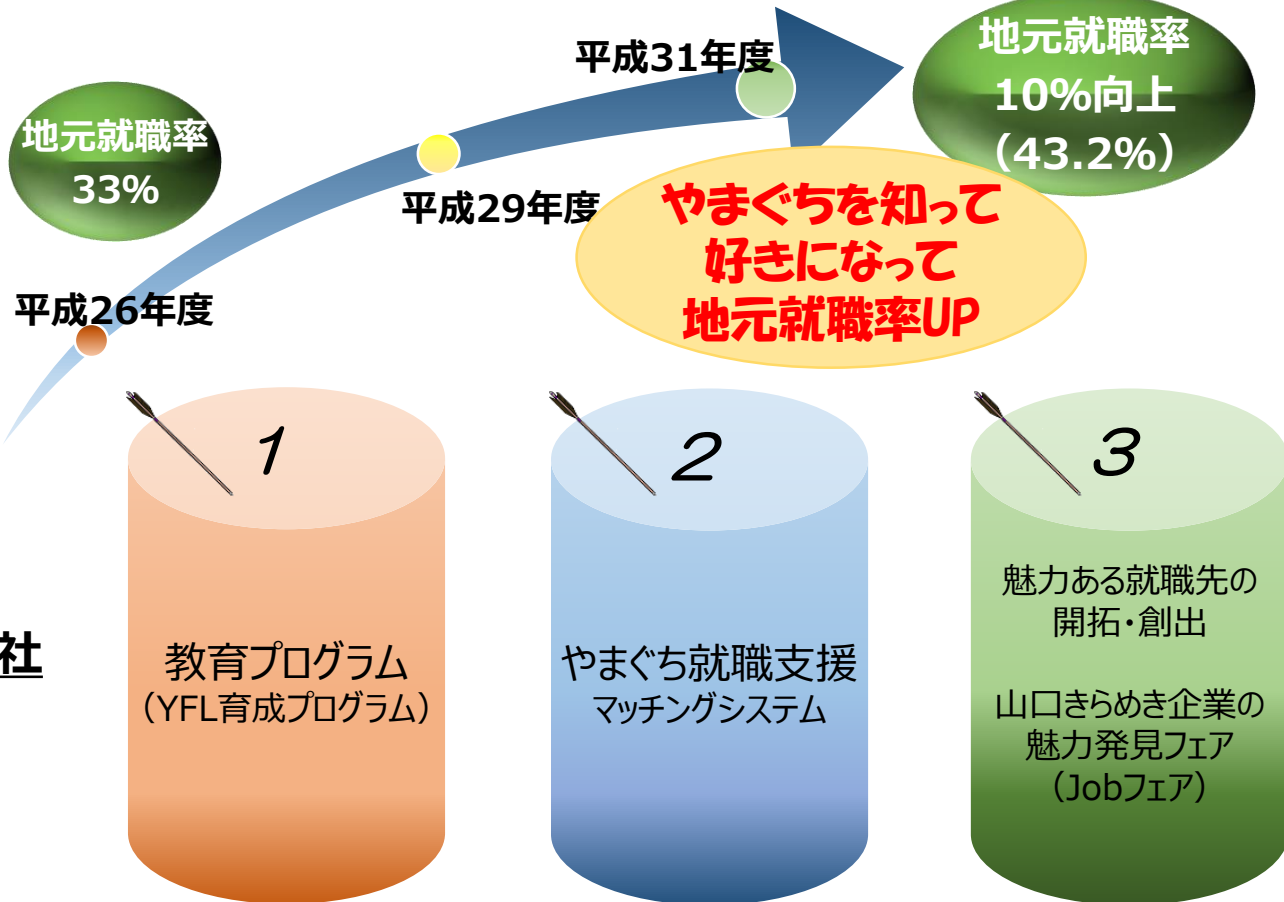 平成31年度
地元就職率
10%向上
（43.2%）
地元就職率
33%
平成29年度
やまぐちを知って
好きになって
地元就職率UP
平成26年度
1
2
3
社
教育プログラム
（YFL育成プログラム）
やまぐち就職支援
マッチングシステム
魅力ある就職先の
開拓・創出
山口きらめき企業の
魅力発見フェア
（Jobフェア）